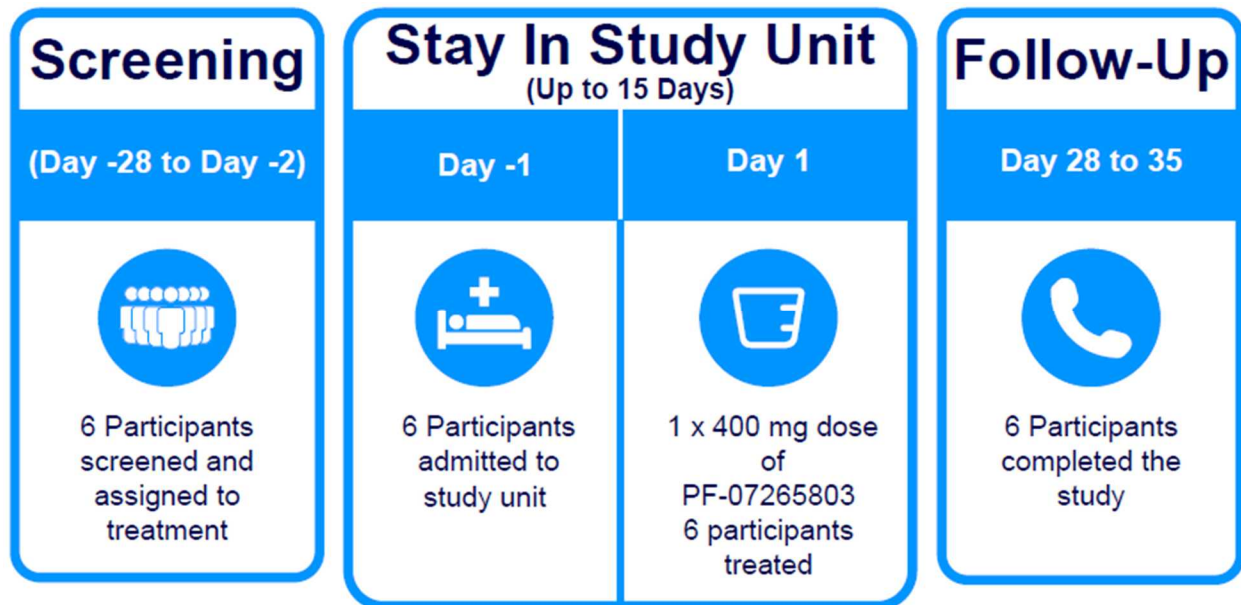 Screening
(Day -28 to Day -2)
6 Participants
screened and
assigned to
treatment
Stay In Study Unit
(Up to 15 Days)
Day -1
6 Participants
admitted to
study unit
Day 1
1 x 400 mg dose
of
PF-07265803
6 participants
treated
Follow-Up
Day 28 to 35
6 Participants
completed the
study